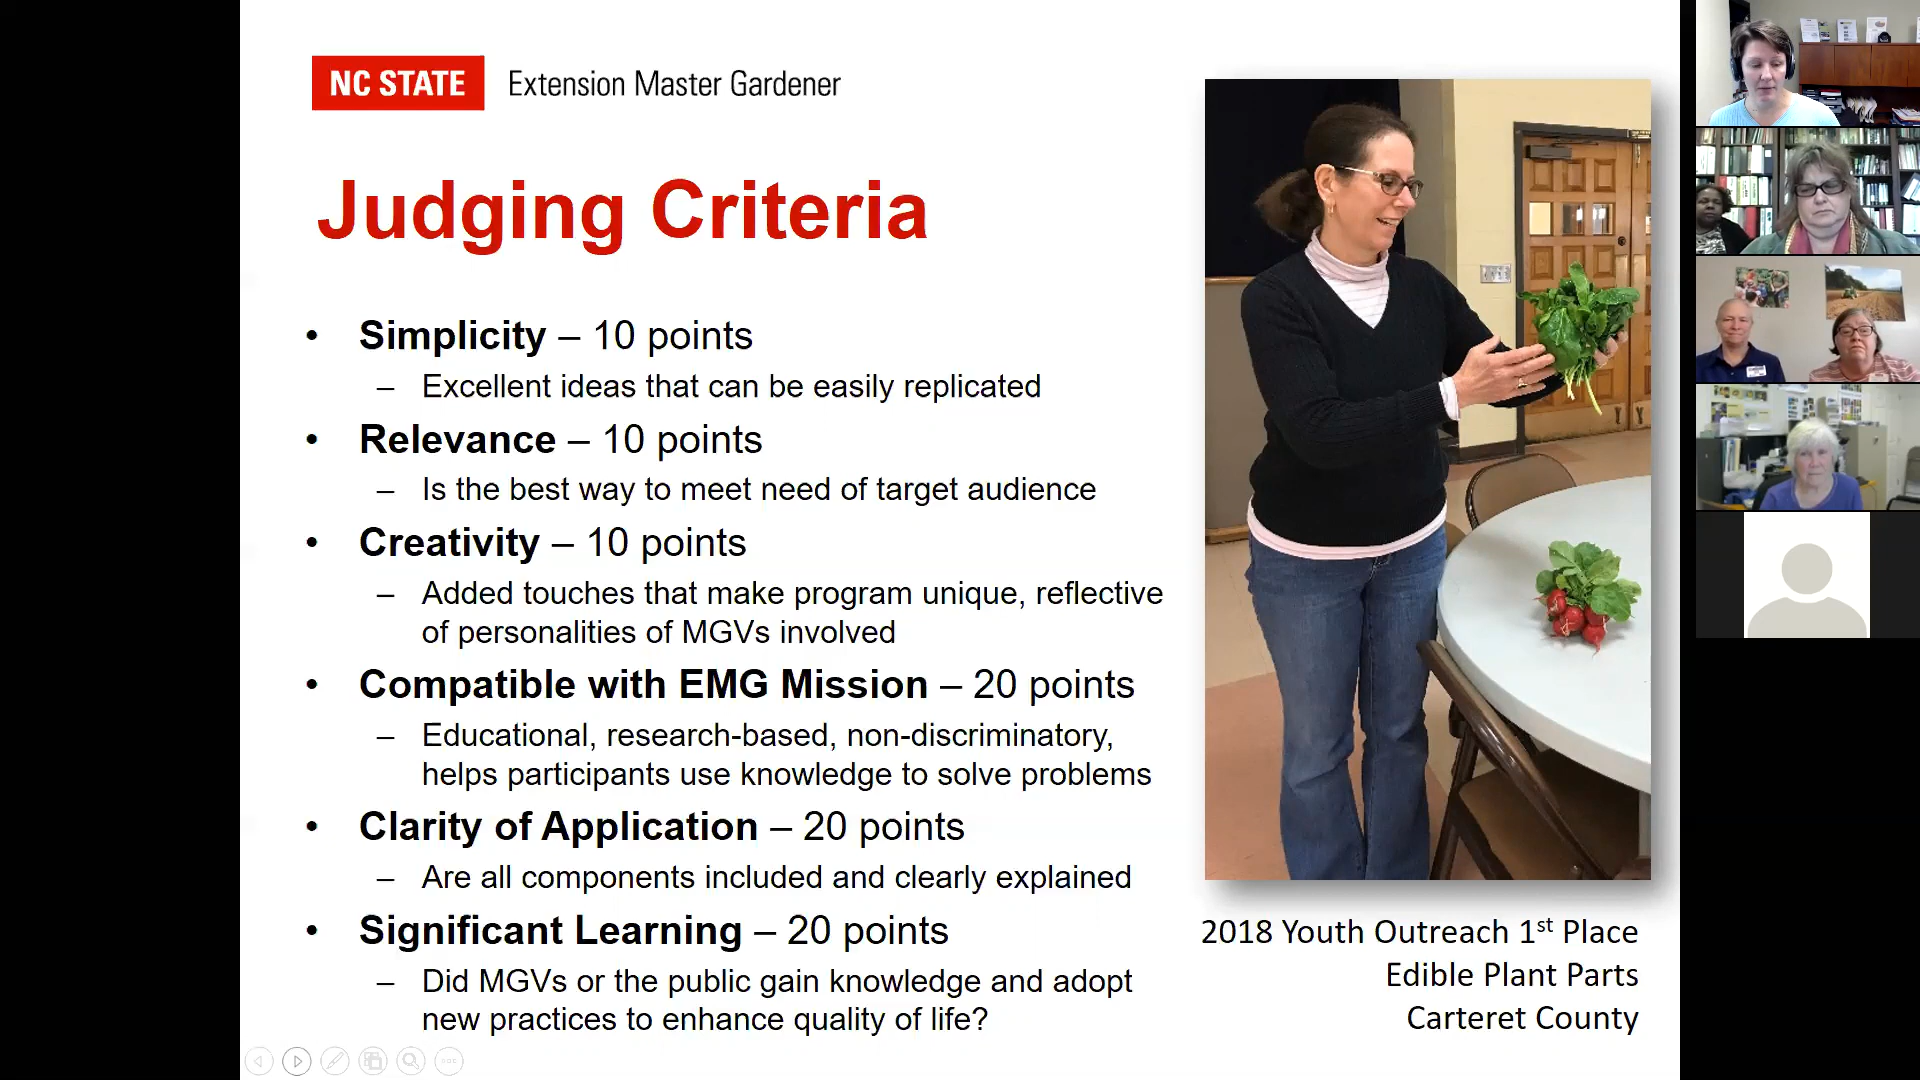 NC STATE Extension Master Gardener
Judging Criteria
• Simplicity – 10 points
– Excellent ideas that can be easily replicated
• Relevance – 10 points
– Is the best way to meet need of target audience
• Creativity – 10 points
– Added touches that make program unique, reflective
of personalities of MGVs involved
• Compatible with EMG Mission – 20 points
– Educational, research-based, non-discriminatory,
helps participants use knowledge to solve problems
• Clarity of Application – 20 points
– Are all components included and clearly explained
• Significant Learning – 20 points
– Did MGVs or the public gain knowledge and adopt
new practices to enhance quality of life?
2018 Youth Outreach 1st Place
Edible Plant Parts
Carteret County